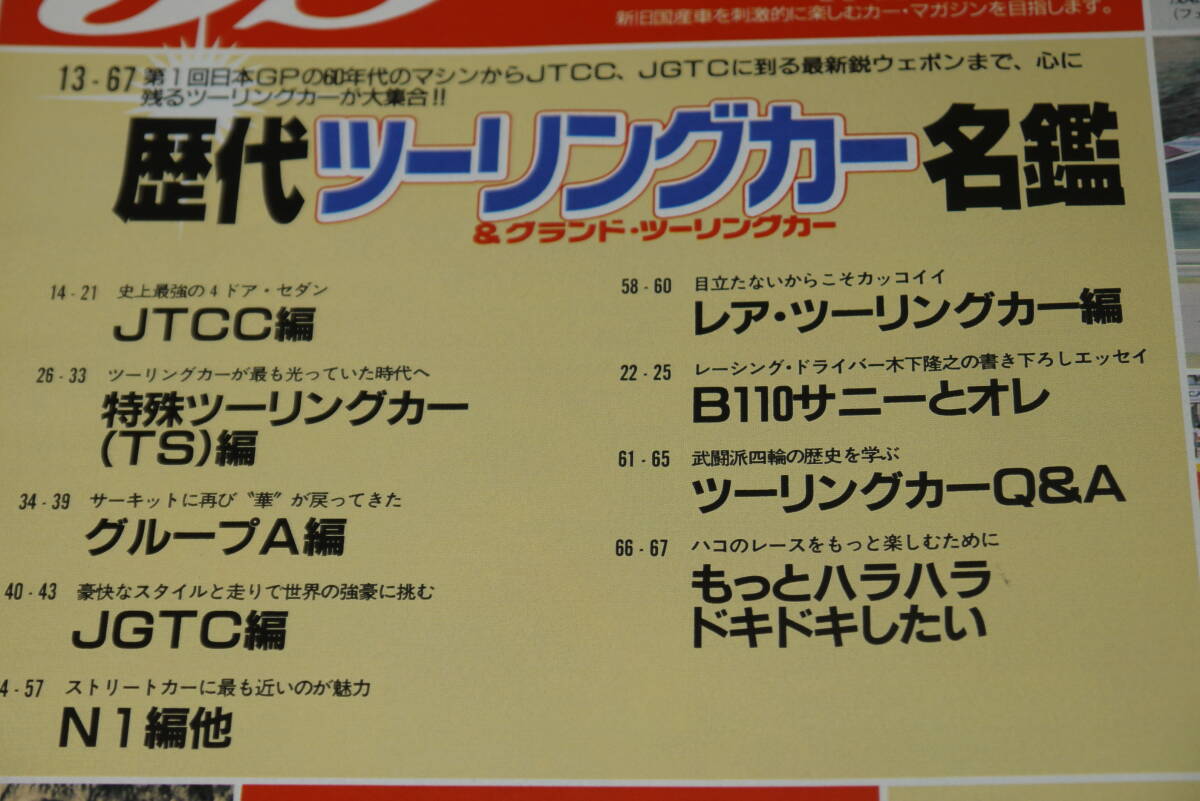 新旧国産車を刺激的に楽しむカー・マガジンを目指します。
13-67 第1回日本GPの60年代のマシンからJTCC、JGTCに到る最新鋭ウェポンまで、心に
残るツーリングカーが大集合!!
歴代ツーリングカー名鑑
&グランド・ツーリングカー
14-21 史上最強の4ドア・セダン
JTCC編
26-33 ツーリングカーが最も光っていた時代へ
特殊ツーリングカー
(TS)編
34-39 サーキットに再び〝華〟が戻ってきた
グループA編
40-43 豪快なスタイルと走りで世界の強豪に挑む
JGTC編
4-57 ストリートカーに最も近いのが魅力
N1編他
58-60 目立たないからこそカッコイイ
レア・ツーリングカー編
22-25 レーシング・ドライバー木下隆之の書き下ろしエッセイ
B110サニーとオレ
61-65 武闘派四輪の歴史を学ぶ
ツーリングカーQ&A
66-67 ハコのレースをもっと楽しむために
もっとハラハラ
ドキドキしたい